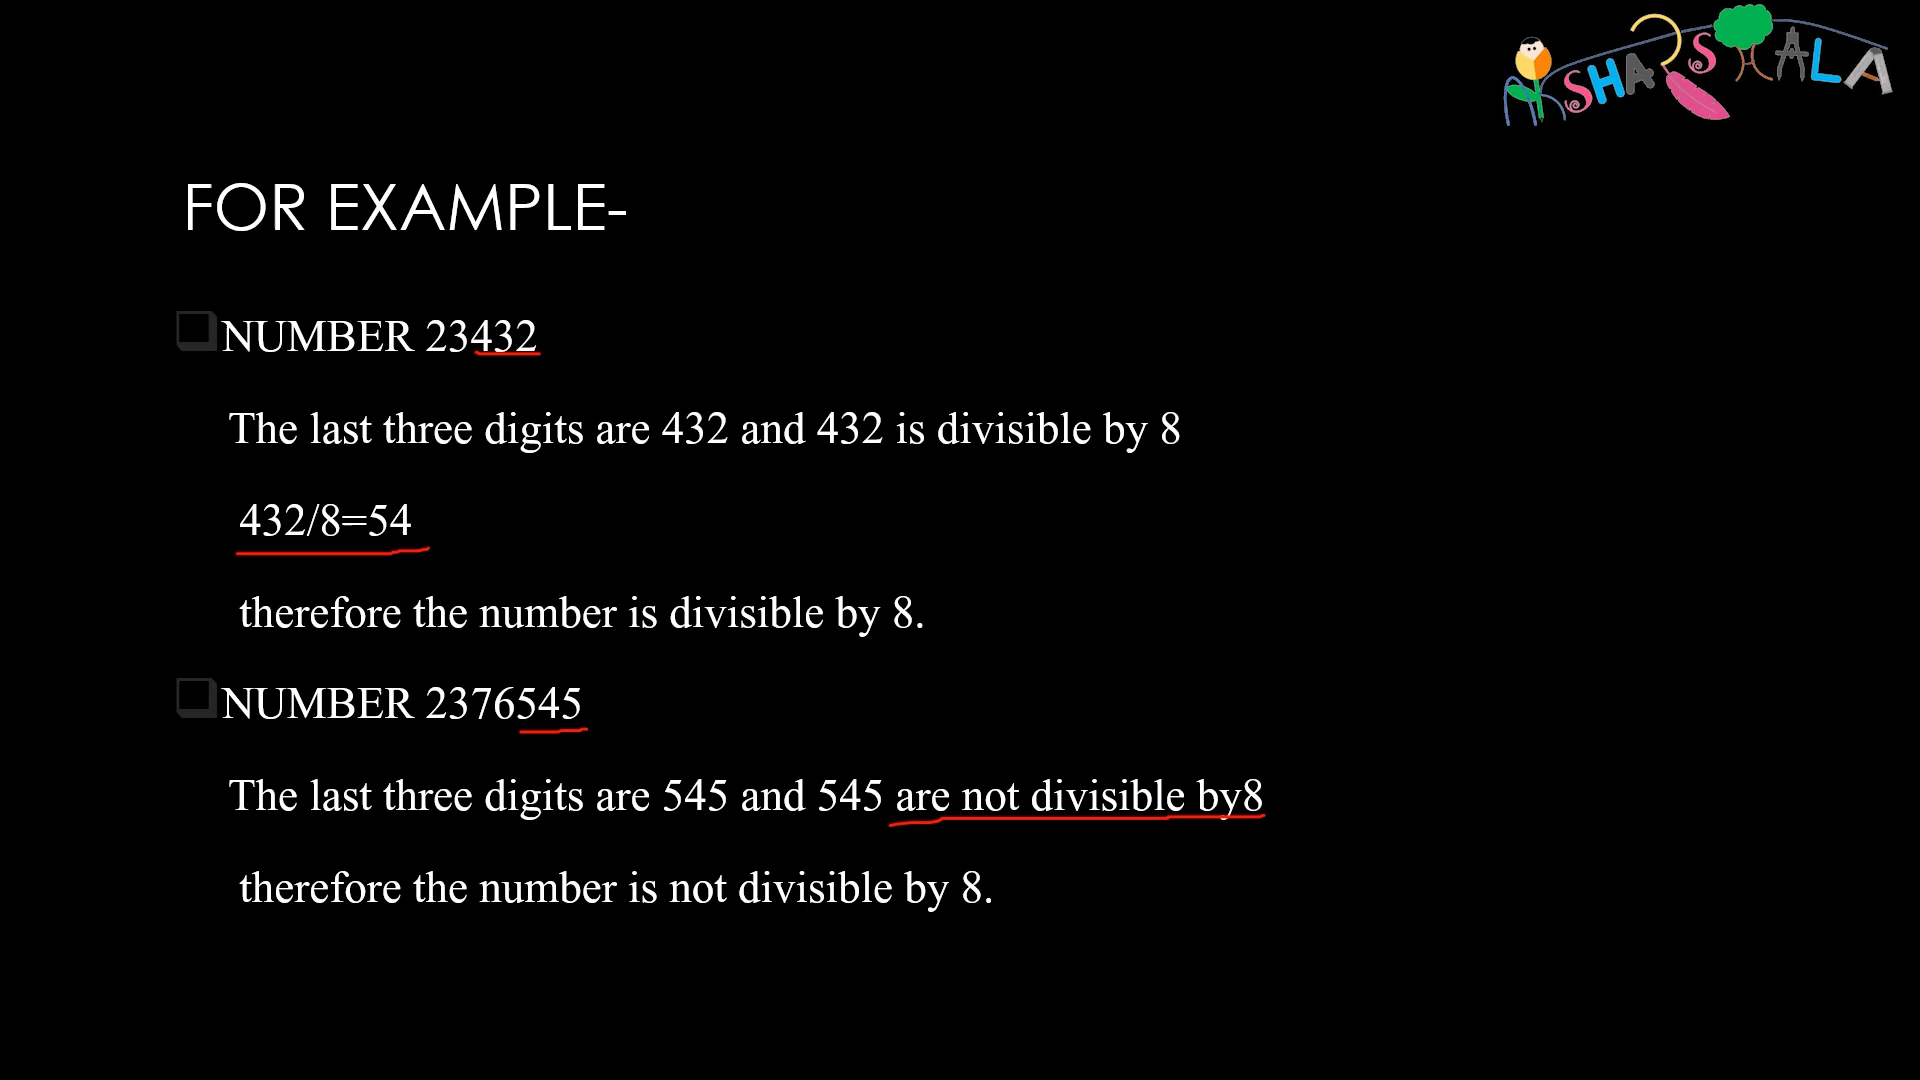 AKSHARSTALA
FOR EXAMPLE-
NUMBER 23432
The last three digits are 432 and 432 is divisible by 8
432/8=54
therefore the number is divisible by 8.
NUMBER 2376545
The last three digits are 545 and 545 are not divisible by8
therefore the number is not divisible by 8.